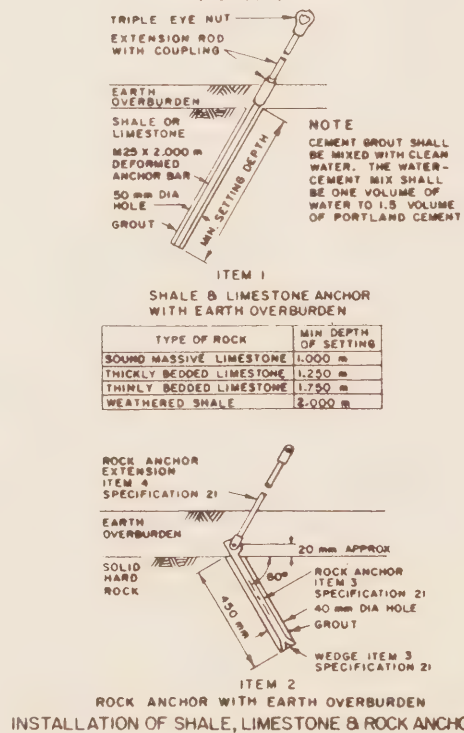 TRIPLE EYE NUT
EXTENSION ROD
WITH COUPLING
EARTH
OVERBURDEN
SHALE OR
LIMESTONE
M25 X 2.000 m
DEFORMED
ANCHOR BAR
50 mm DIA
HOLE
GROUT
MIN. SETTING DEPTH
NOTE
CEMENT GROUT SHALL
BE MIXED WITH CLEAN
WATER. THE WATER-
CEMENT MIX SHALL
BE ONE VOLUME OF
WATER TO 1.5 VOLUME
OF PORTLAND CEMENT
ITEM 1
SHALE & LIMESTONE ANCHOR
WITH EARTH OVERBURDEN
TYPE OF ROCK MIN DEPTH OF SETTING
SOUND MASSIVE LIMESTONE 1.000 m
THICKLY BEDDED LIMESTONE 1.250 m
THINLY BEDDED LIMESTONE 1.750 m
WEATHERED SHALE 2.000 m
ROCK ANCHOR
EXTENSION
ITEM 4
SPECIFICATION 21
EARTH
OVERBURDEN
SOLID
HARD
ROCK
450 mm
60°
20 mm APPROX
ROCK ANCHOR
ITEM 3
SPECIFICATION 21
40 mm DIA HOLE
GROUT
WEDGE ITEM 3
SPECIFICATION 21
ITEM 2
ROCK ANCHOR WITH EARTH OVERBURDEN
INSTALLATION OF SHALE, LIMESTONE & ROCK ANCHO